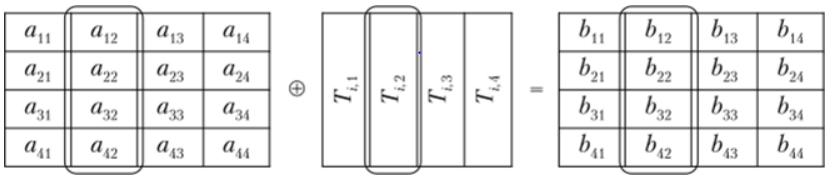 a₁₁ a₁₂ a₁₃ a₁₄ b₁₁ b₁₂ b₁₃ b₁₄
a₂₁ a₂₂ a₂₃ a₂₄ b₂₁ b₂₂ b₂₃ b₂₄
⊕ T_{i,1} T_{i,2} T_{i,3} T_{i,4} =
a₃₁ a₃₂ a₃₃ a₃₄ b₃₁ b₃₂ b₃₃ b₃₄
a₄₁ a₄₂ a₄₃ a₄₄ b₄₁ b₄₂ b₄₃ b₄₄